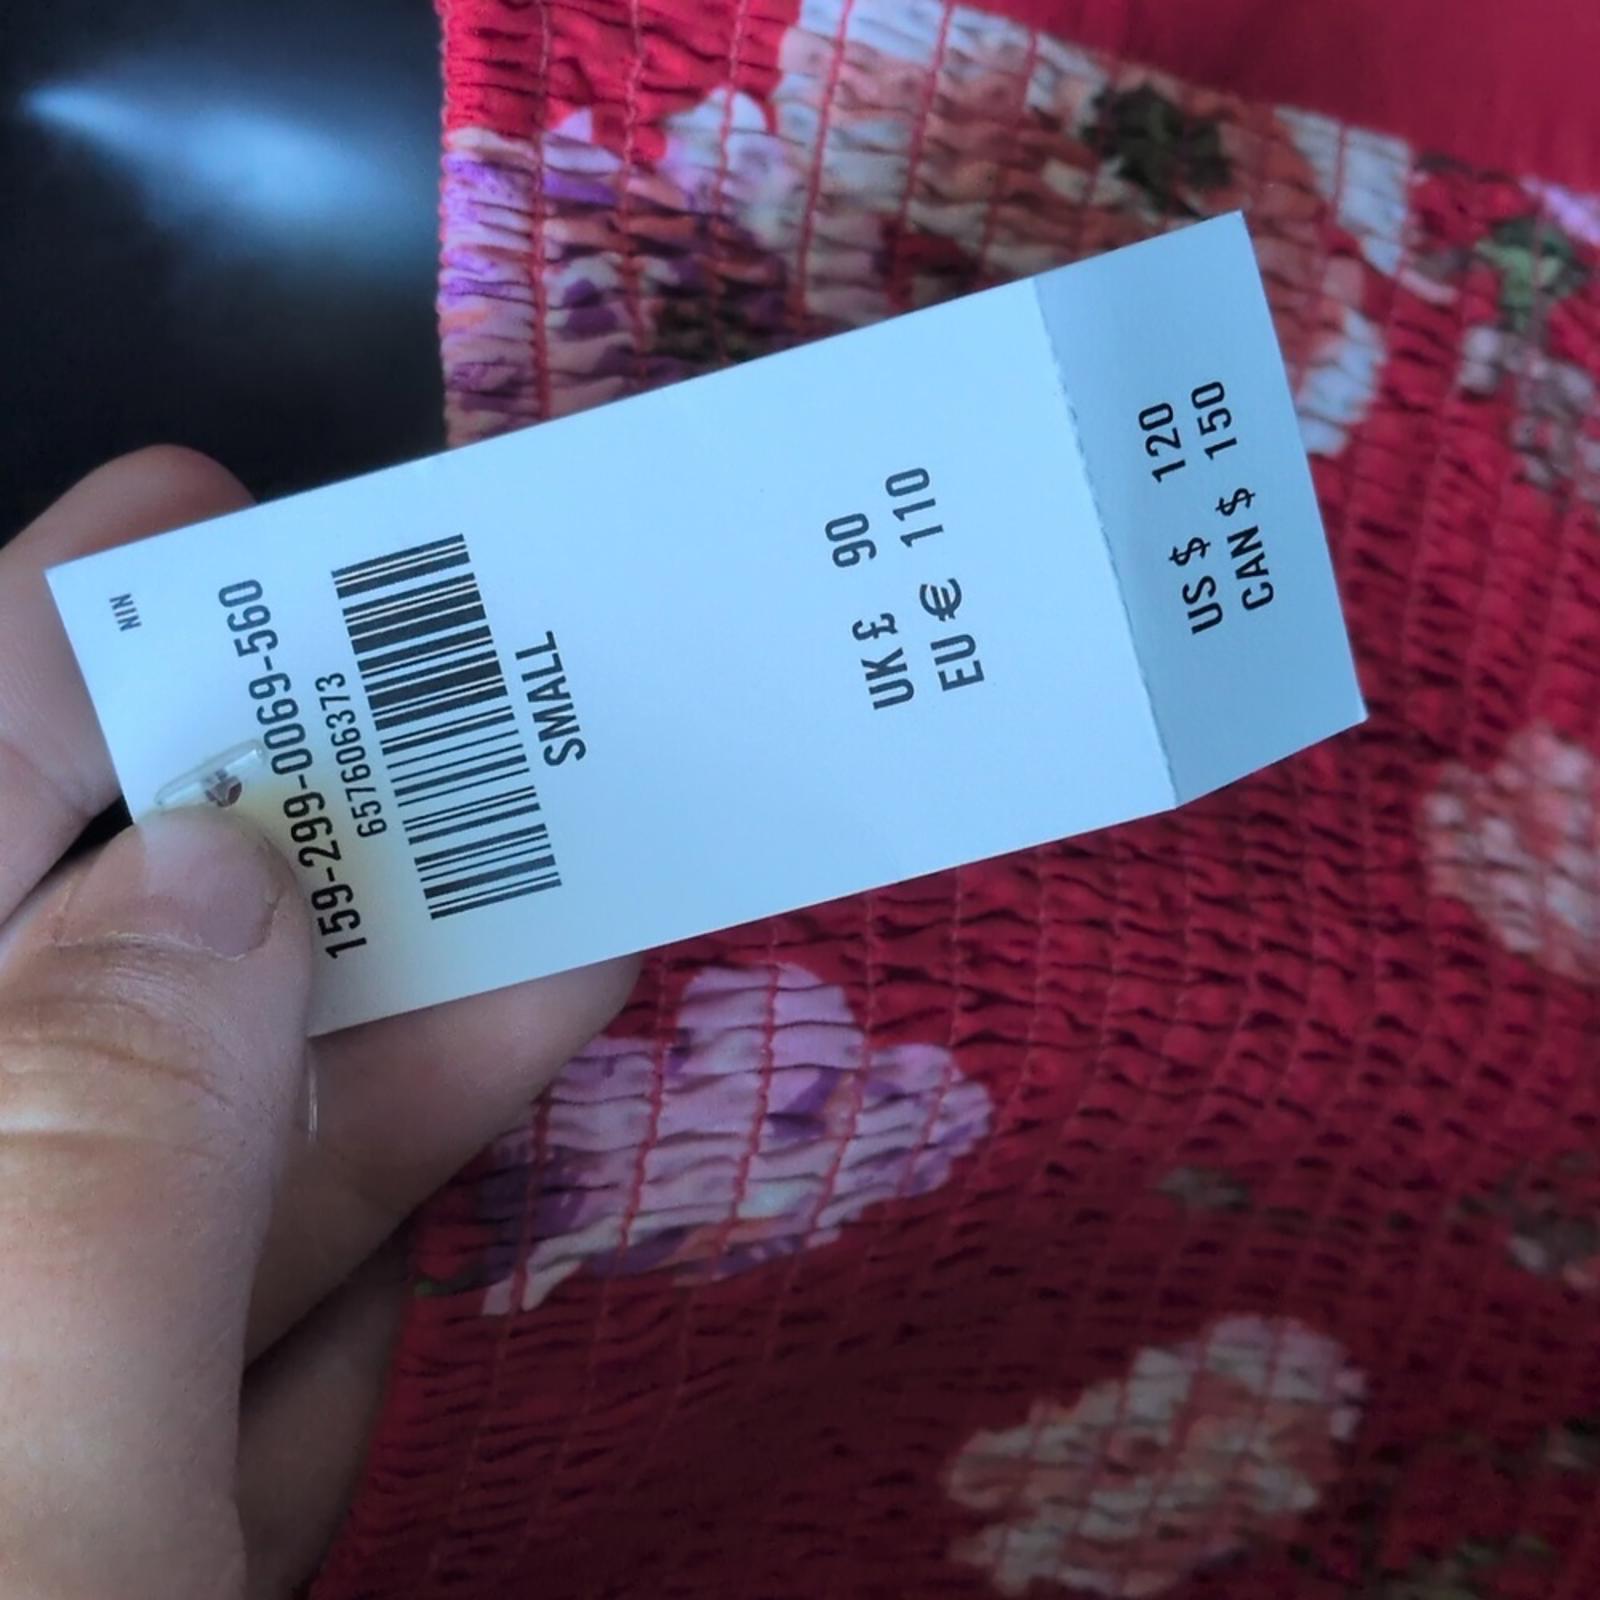 NIN
159-299-0069-560
657606373
SMALL
UK £ 90
EU € 110
US $ 120
CAN $ 150